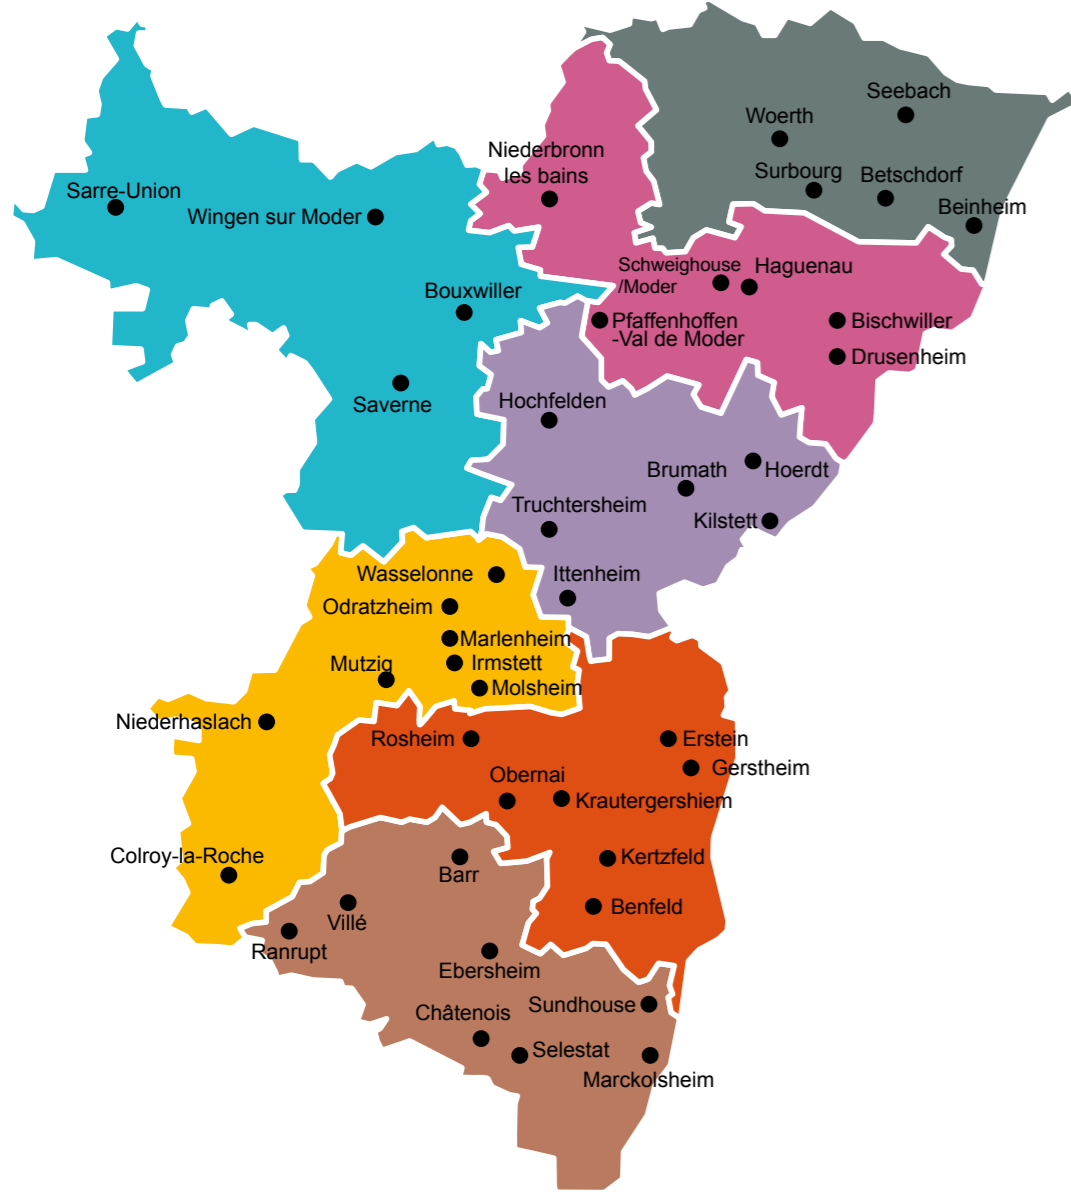 Seebach
Woerth
Niederbronn
les bains
Surbourg
Betschdorf
Sarre-Union
Wingen sur Moder
Beinheim
Schweighouse
/Moder
Haguenau
Bouxwiller
Pfaffenhoffen
-Val de Moder
Bischwiller
Drusenheim
Saverne
Hochfelden
Brumath
Hoerdt
Truchtersheim
Kilstett
Wasselonne
Ittenheim
Odratzheim
Marlenheim
Mutzig
Irmstett
Molsheim
Niederhaslach
Rosheim
Erstein
Gerstheim
Obernai
Krautergershiem
Colroy-la-Roche
Barr
Kertzfeld
Villé
Benfeld
Ranrupt
Ebersheim
Sundhouse
Châtenois
Selestat
Marckolsheim